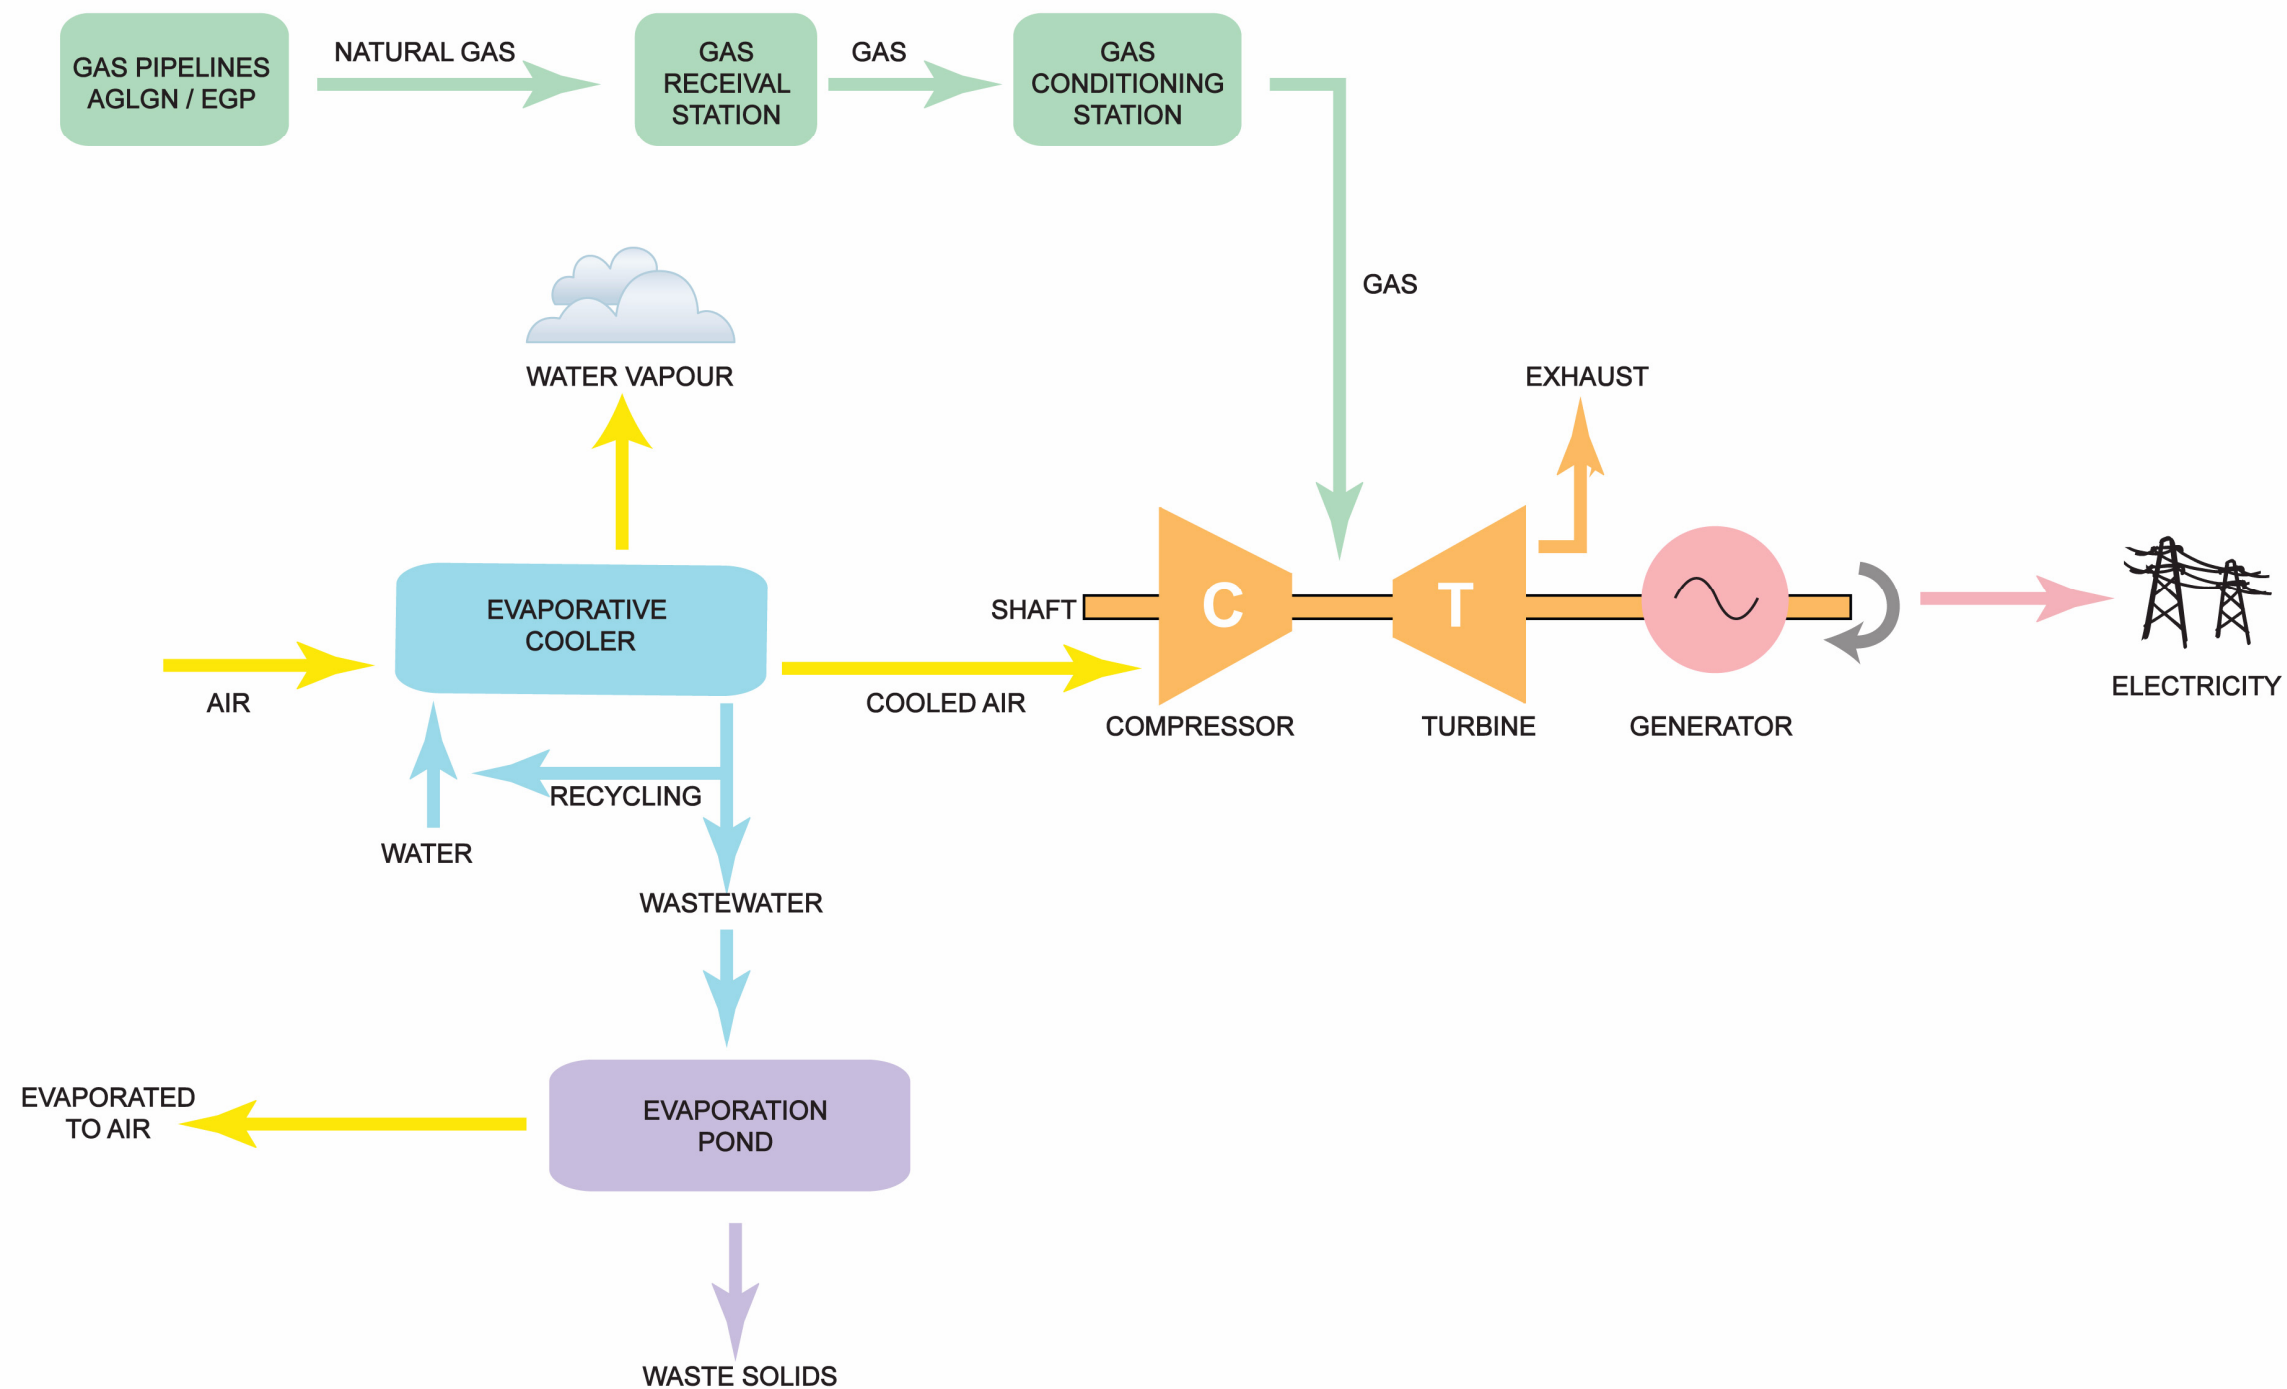 GAS PIPELINES
AGLGN / EGP
NATURAL GAS
GAS
RECEIVAL
STATION
GAS
GAS
CONDITIONING
STATION
GAS
WATER VAPOUR
EXHAUST
EVAPORATIVE
COOLER
SHAFT
C
T
AIR
COOLED AIR
COMPRESSOR
TURBINE
GENERATOR
ELECTRICITY
RECYCLING
WATER
WASTEWATER
EVAPORATED
TO AIR
EVAPORATION
POND
WASTE SOLIDS